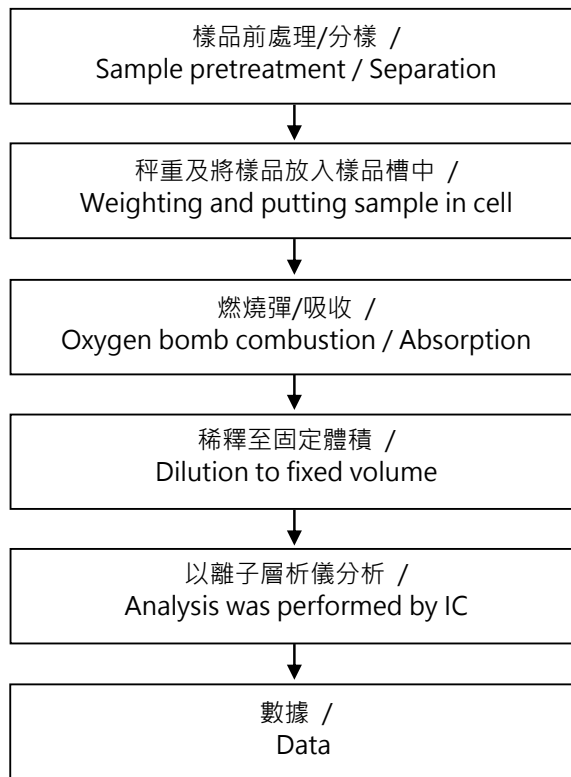 樣品前處理/分樣 /
Sample pretreatment / Separation
秤重及將樣品放入樣品槽中 /
Weighting and putting sample in cell
燃燒彈/吸收 /
Oxygen bomb combustion / Absorption
稀釋至固定體積 /
Dilution to fixed volume
以離子層析儀分析 /
Analysis was performed by IC
數據 /
Data